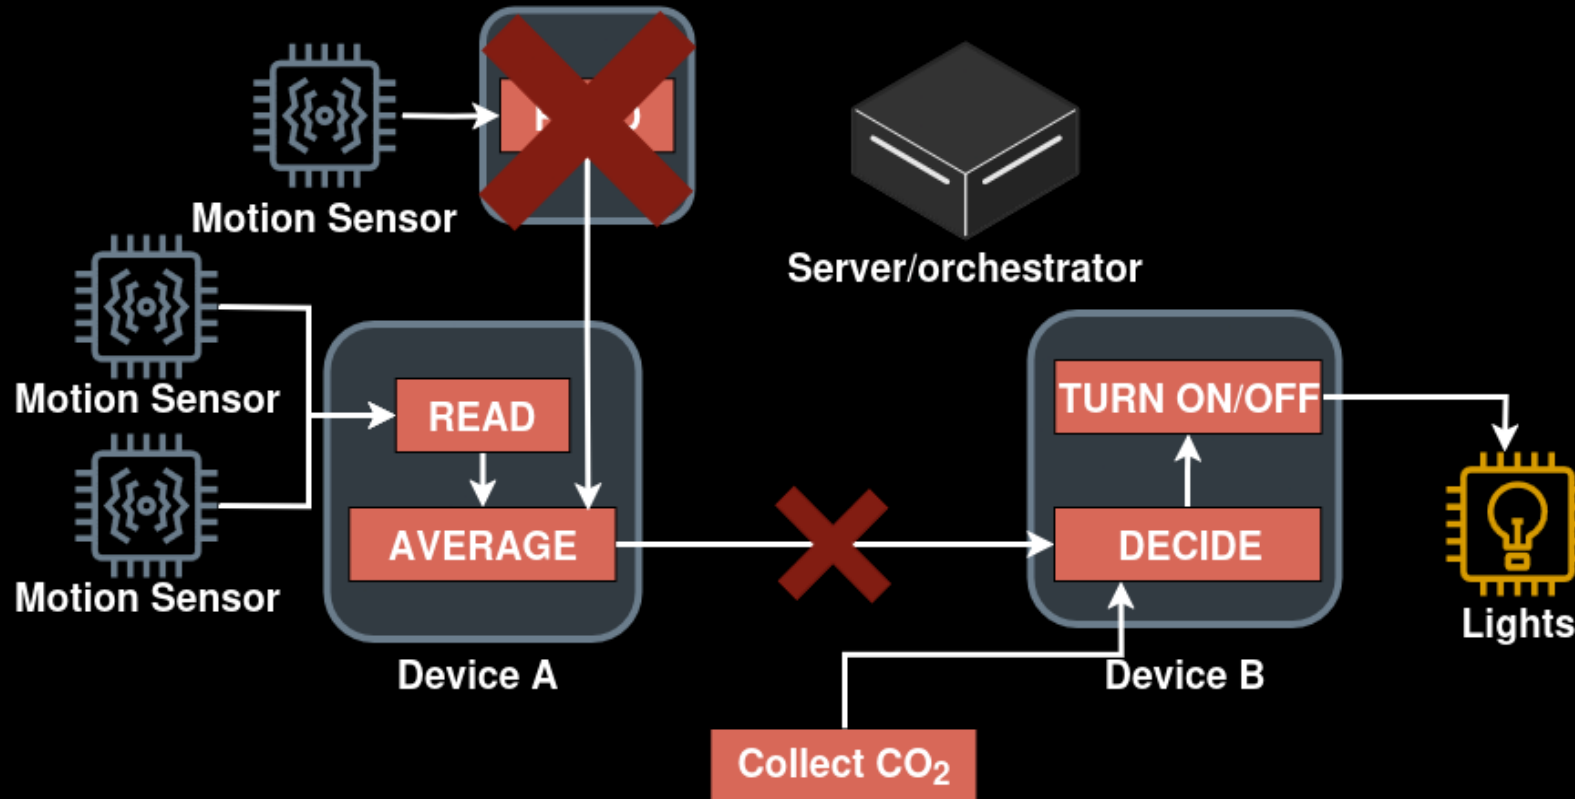 Motion Sensor
Server/orchestrator
Motion Sensor
READ
TURN ON/OFF
AVERAGE
DECIDE
Motion Sensor
Lights
Device A
Device B
Collect CO₂